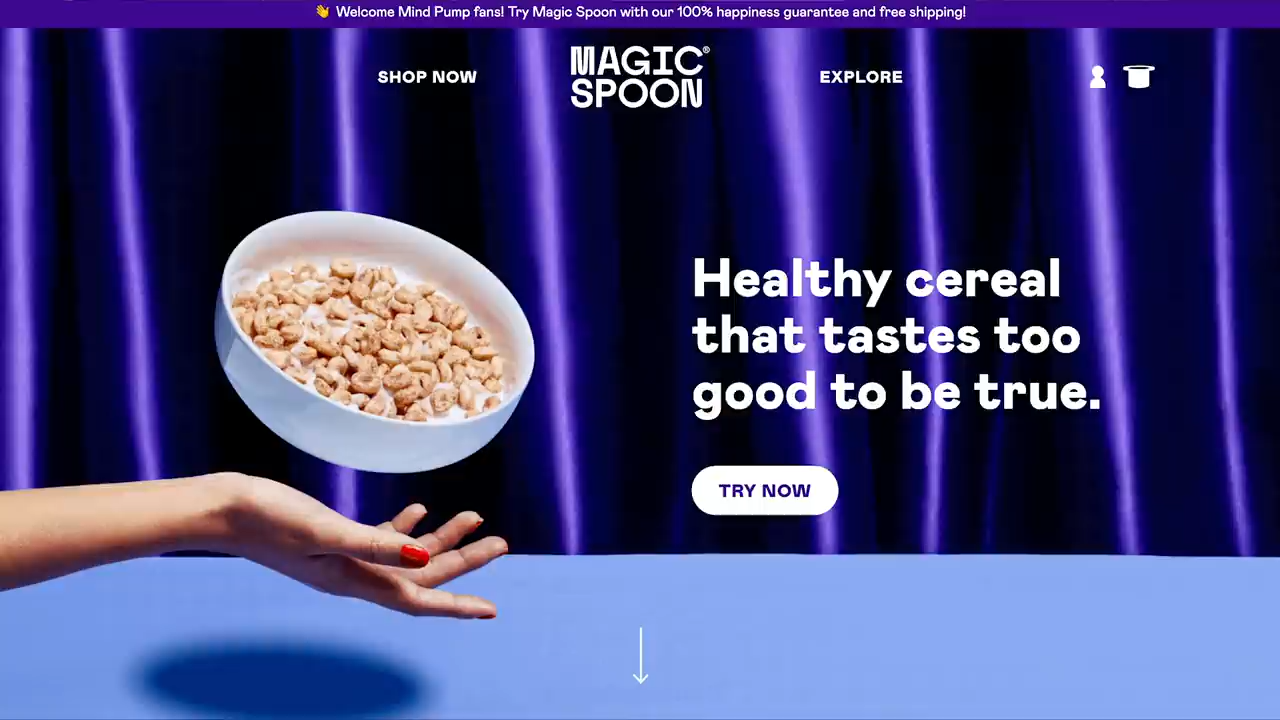 👋 Welcome Mind Pump fans! Try Magic Spoon with our 100% happiness guarantee and free shipping!
SHOP NOW
MAGIC®
SPOON
EXPLORE
Healthy cereal
that tastes too
good to be true.
TRY NOW